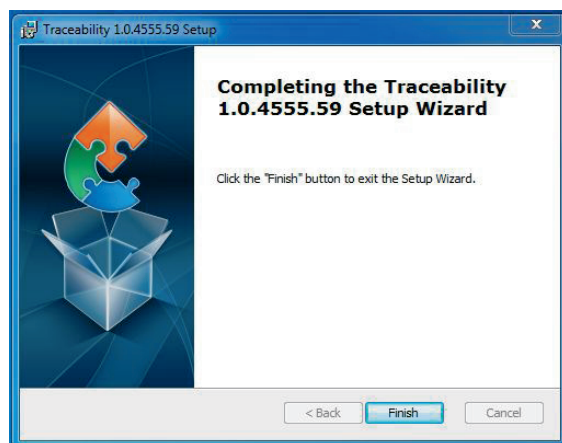 Traceability 1.0.4555.59 Setup
x
Completing the Traceability
1.0.4555.59 Setup Wizard
Click the "Finish" button to exit the Setup Wizard.
< Back Finish Cancel